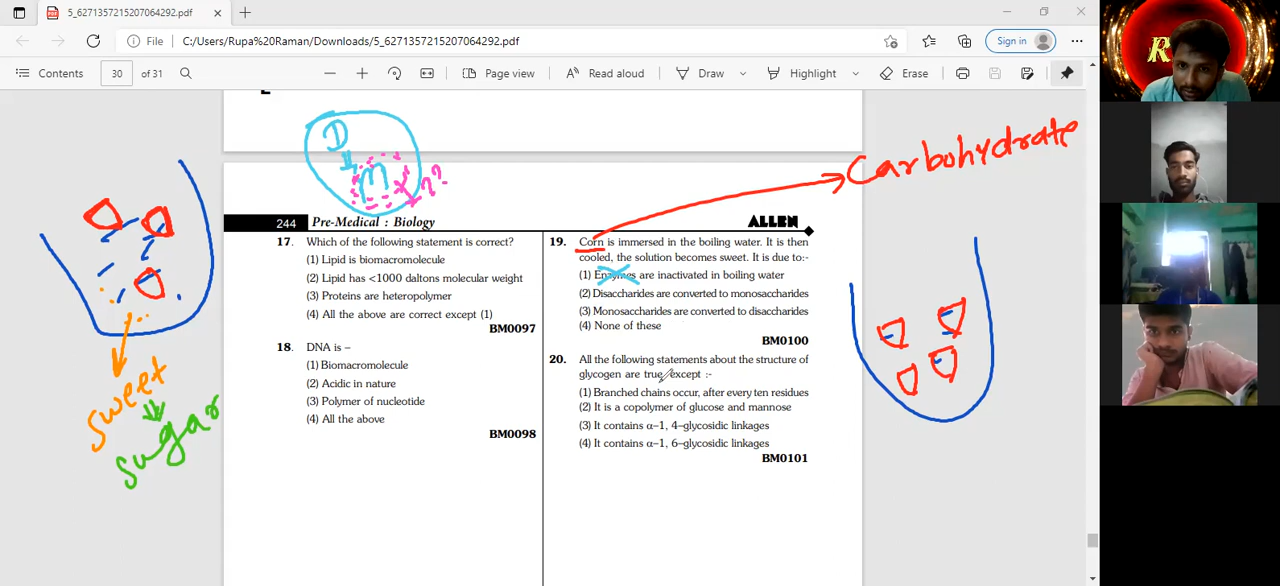 5_6271357215207064292.pdf
File
C:/Users/Rupa%20Raman/Downloads/5_6271357215207064292.pdf
Sign in
Contents
30
of 31
Page view
Read aloud
Draw
Highlight
Erase
R
D
m
??
Carbohydrate
244
Pre-Medical : Biology
ALLEN
17. Which of the following statement is correct?
(1) Lipid is biomacromolecule
(2) Lipid has <1000 daltons molecular weight
(3) Proteins are heteropolymer
(4) All the above are correct except (1)
BM0097
18. DNA is –
(1) Biomacromolecule
(2) Acidic in nature
(3) Polymer of nucleotide
(4) All the above
BM0098
19. Corn is immersed in the boiling water. It is then
cooled, the solution becomes sweet. It is due to:-
(1) Enzymes are inactivated in boiling water
(2) Disaccharides are converted to monosaccharides
(3) Monosaccharides are converted to disaccharides
(4) None of these
BM0100
20. All the following statements about the structure of
glycogen are true except :-
(1) Branched chains occur, after every ten residues
(2) It is a copolymer of glucose and mannose
(3) It contains α–1, 4–glycosidic linkages
(4) It contains α–1, 6–glycosidic linkages
BM0101
sweet
sugar